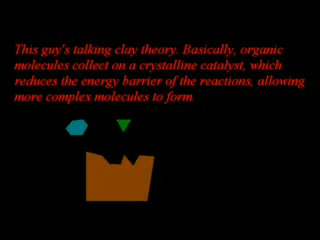 This guy's talking clay theory. Basically, organic
molecules collect on a crystalline catalyst, which
reduces the energy barrier of the reactions, allowing
more complex molecules to form